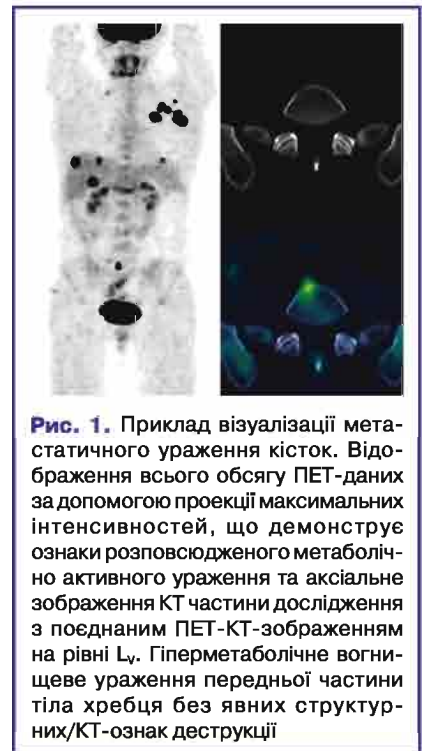 Рис. 1. Приклад візуалізації мета-
статичного ураження кісток. Відо-
браження всього обсягу ПЕТ-даних
за допомогою проекції максимальних
інтенсивностей, що демонструє
ознаки розповсюдженого метаболіч-
но активного ураження та аксіальне
зображення КТ частини дослідження
з поєднаним ПЕТ-КТ-зображенням
на рівні Lᵥ. Гіперметаболічне вогни-
щеве ураження передньої частини
тіла хребця без явних структур-
них/КТ-ознак деструкції